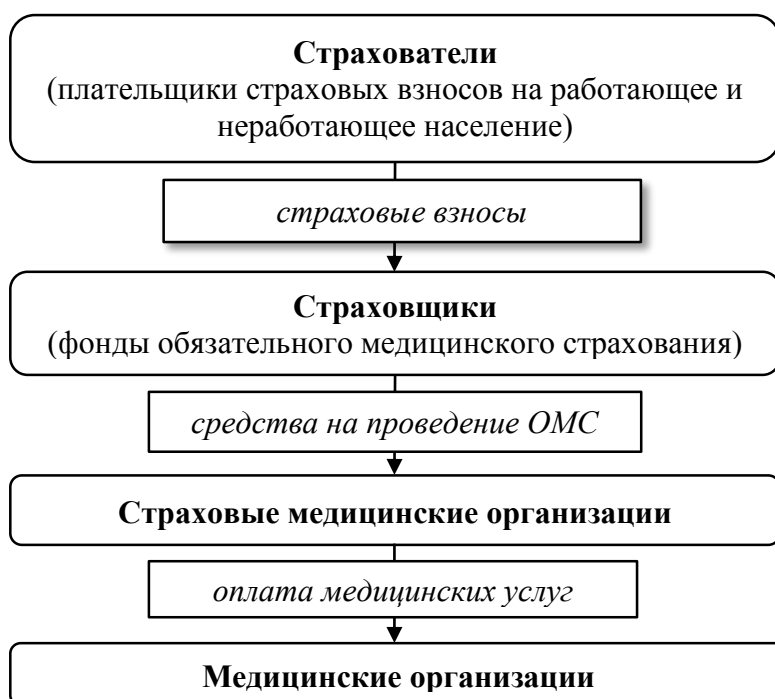 Страхователи
(плательщики страховых взносов на работающее и
неработающее население)
страховые взносы
Страховщики
(фонды обязательного медицинского страхования)
средства на проведение ОМС
Страховые медицинские организации
оплата медицинских услуг
Медицинские организации